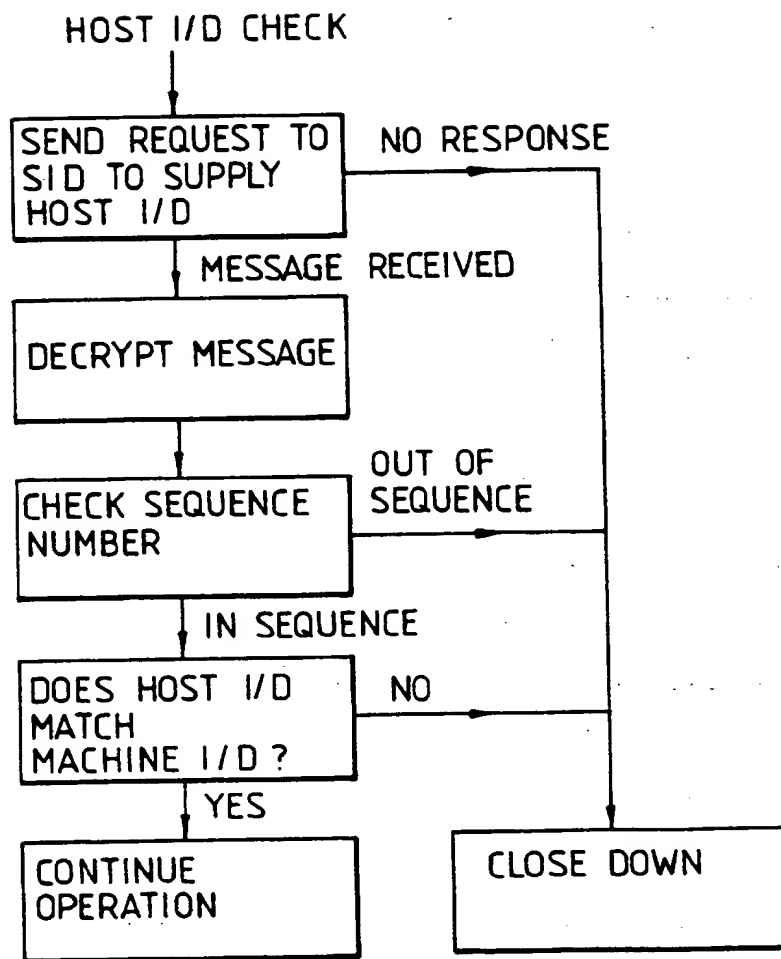 HOST I/D CHECK
SEND REQUEST TO
SID TO SUPPLY
HOST I/D
NO RESPONSE
MESSAGE RECEIVED
DECRYPT MESSAGE
OUT OF
SEQUENCE
CHECK SEQUENCE
NUMBER
IN SEQUENCE
DOES HOST I/D
MATCH
MACHINE I/D ?
NO
YES
CONTINUE
OPERATION
CLOSE DOWN